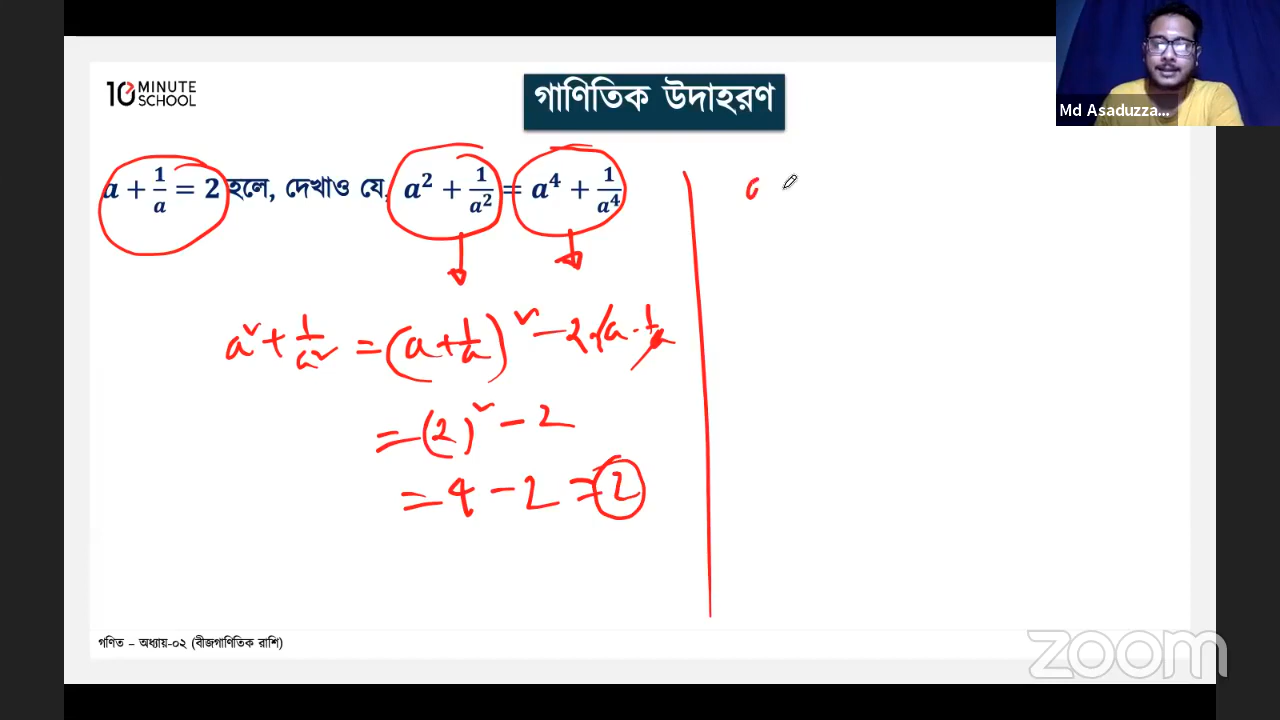 10 MINUTE SCHOOL
গাণিতিক উদাহরণ
Md Asaduzza...
a + 1/a = 2 হলে, দেখাও যে, a² + 1/a² = a⁴ + 1/a⁴
a² + 1/a² = (a + 1/a)² − 2 · a · 1/a
= (2)² − 2
= 4 − 2 = 2
গণিত – অধ্যায়-০২ (বীজগাণিতিক রাশি)
zoom